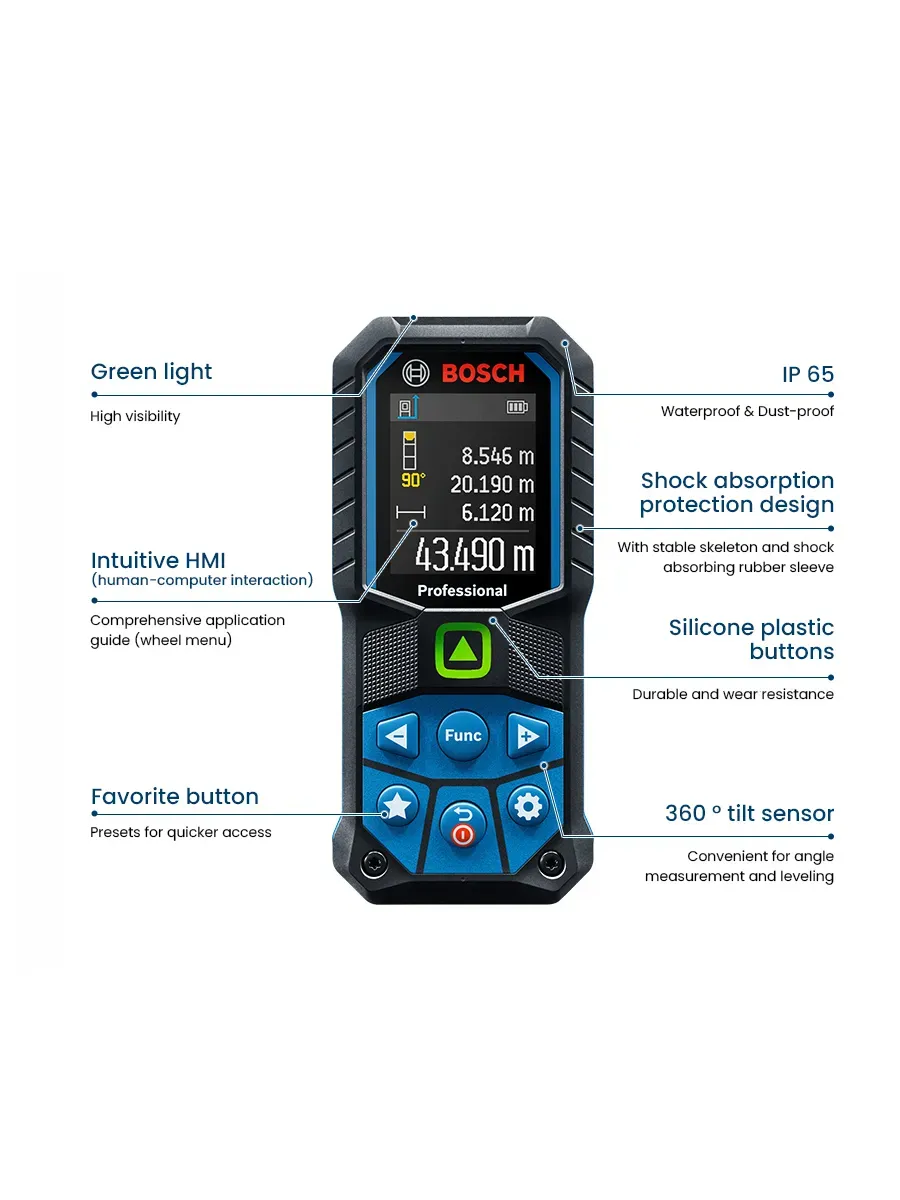 Green light
High visibility
Intuitive HMI
(human-computer interaction)
Comprehensive application
guide (wheel menu)
Favorite button
Presets for quicker access
BOSCH
90°
8.546 m
20.190 m
6.120 m
43.490 m
Professional
Func
IP 65
Waterproof & Dust-proof
Shock absorption
protection design
With stable skeleton and shock
absorbing rubber sleeve
Silicone plastic
buttons
Durable and wear resistance
360 ° tilt sensor
Convenient for angle
measurement and leveling